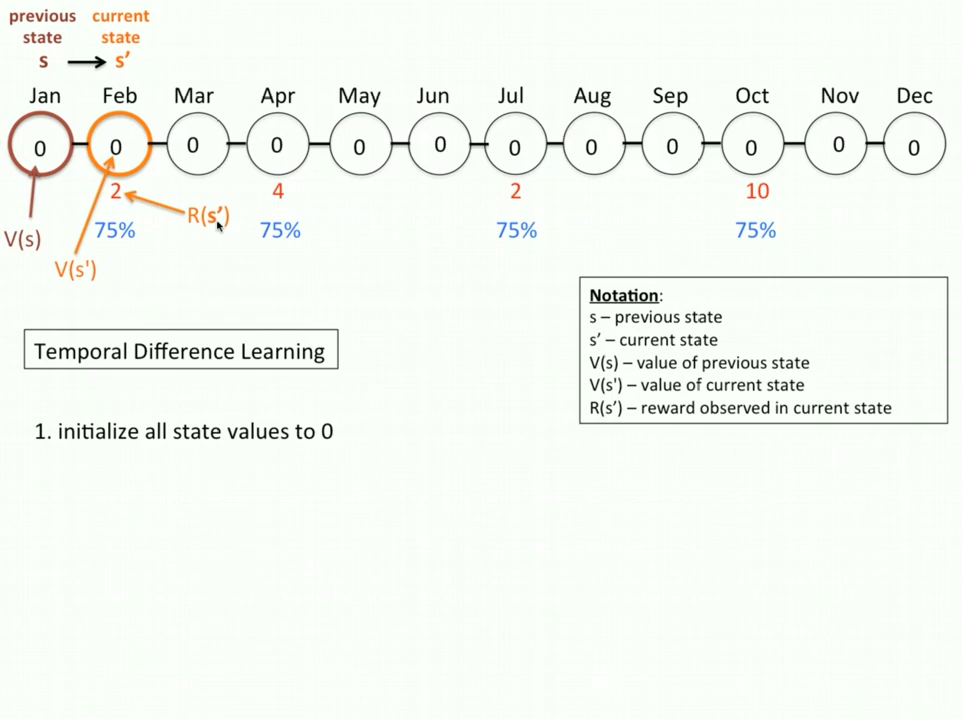 previous current
state state
s s’
Jan Feb Mar Apr May Jun Jul Aug Sep Oct Nov Dec
0 0 0 0 0 0 0 0 0 0 0 0
2 4 2 10
R(s’)
75% 75% 75% 75%
V(s)
V(s')
Notation:
s – previous state
s’ – current state
V(s) – value of previous state
V(s') – value of current state
R(s’) – reward observed in current state
Temporal Difference Learning
1. initialize all state values to 0